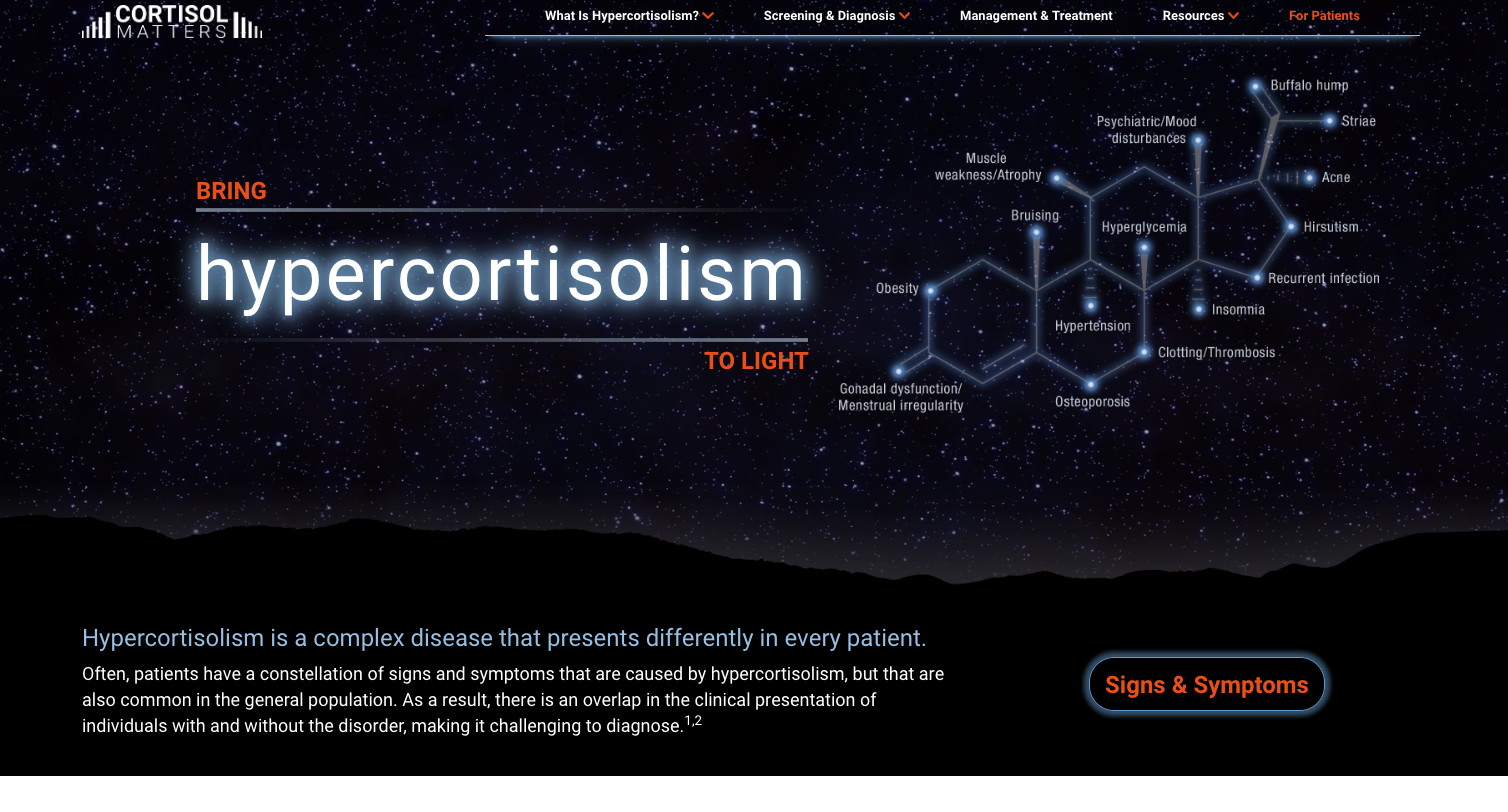 CORTISOL
MATTERS
What Is Hypercortisolism?
Screening & Diagnosis
Management & Treatment
Resources
For Patients
BRING
hypercortisolism
TO LIGHT
Buffalo hump
Striae
Psychiatric/Mood
disturbances
Muscle
weakness/Atrophy
Acne
Bruising
Hyperglycemia
Hirsutism
Recurrent infection
Obesity
Insomnia
Hypertension
Clotting/Thrombosis
Gonadal dysfunction/
Menstrual irregularity
Osteoporosis
Hypercortisolism is a complex disease that presents differently in every patient.
Often, patients have a constellation of signs and symptoms that are caused by hypercortisolism, but that are
also common in the general population. As a result, there is an overlap in the clinical presentation of
individuals with and without the disorder, making it challenging to diagnose.1,2
Signs & Symptoms